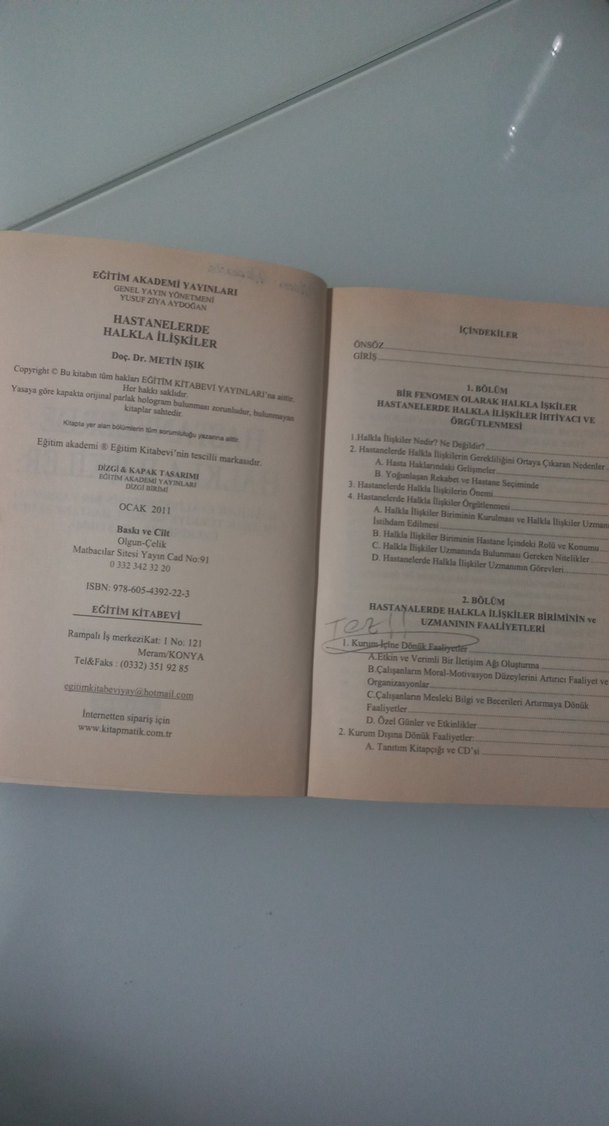 EĞİTİM AKADEMİ YAYINLARI
GENEL YAYIN YÖNETMENİ
YUSUF ZİYA AYDOĞAN
HASTANELERDE
HALKLA İLİŞKİLER
Doç. Dr. METİN IŞIK
Copyright © Bu kitabın tüm hakları EĞİTİM KİTABEVİ YAYINLARI'na aittir.
Her hakkı saklıdır.
Yasaya göre kapakta orijinal parlak hologram bulunması zorunludur, bulunmayan
kitaplar sahtedir.
Kitapta yer alan bölümlerin tüm sorumluluğu yazarına aittir.
Eğitim akademi ® Eğitim Kitabevi'nin tescilli markasıdır.
DİZGİ & KAPAK TASARIMI
EĞİTİM AKADEMİ YAYINLARI
DİZGİ BİRİMİ
OCAK 2011
Baskı ve Cilt
Olgun-Çelik
Matbacılar Sitesi Yayın Cad No:91
0 332 342 32 20
ISBN: 978-605-4392-22-3
EĞİTİM KİTABEVİ
Rampalı İş merkeziKat: 1 No. 121
Meram/KONYA
Tel&Faks : (0332) 351 92 85
egitimkitabeviyay@hotmail.com
İnternetten sipariş için
www.kitapmatik.com.tr
İÇİNDEKİLER
ÖNSÖZ
GİRİŞ
1. BÖLÜM
BİR FENOMEN OLARAK HALKLA İŞKİLER
HASTANELERDE HALKLA İLİŞKİLER İHTİYACI VE
ÖRGÜTLENMESİ
1.Halkla İlişkiler Nedir? Ne Değildir?
2. Hastanelerde Halkla İlişkilerin Gerekliliğini Ortaya Çıkaran Nedenler
A. Hasta Haklarındaki Gelişmeler
B. Yoğunlaşan Rekabet ve Hastane Seçiminde
3. Hastanelerde Halkla İlişkilerin Önemi
4. Hastanelerde Halkla İlişkiler Örgütlenmesi
A. Halkla İlişkiler Biriminin Kurulması ve Halkla İlişkiler Uzman
İstihdam Edilmesi
B. Halkla İlişkiler Biriminin Hastane İçindeki Rolü ve Konumu
C. Halkla İlişkiler Uzmanında Bulunması Gereken Nitelikler
D. Hastanelerde Halkla İlişkiler Uzmanının Görevleri
2. BÖLÜM
HASTANALERDE HALKLA İLİŞKİLER BİRİMİNİN ve
UZMANININ FAALİYETLERİ
Tez!!
1. Kurum İçine Dönük Faaliyetler
A.Etkin ve Verimli Bir İletişim Ağı Oluşturma
B.Çalışanların Moral-Motivasyon Düzeylerini Artırıcı Faaliyet ve
Organizasyonlar
C.Çalışanların Mesleki Bilgi ve Becerileri Artırmaya Dönük
Faaliyetler
D. Özel Günler ve Etkinlikler
2. Kurum Dışına Dönük Faaliyetler:
A. Tanıtım Kitapçığı ve CD'si